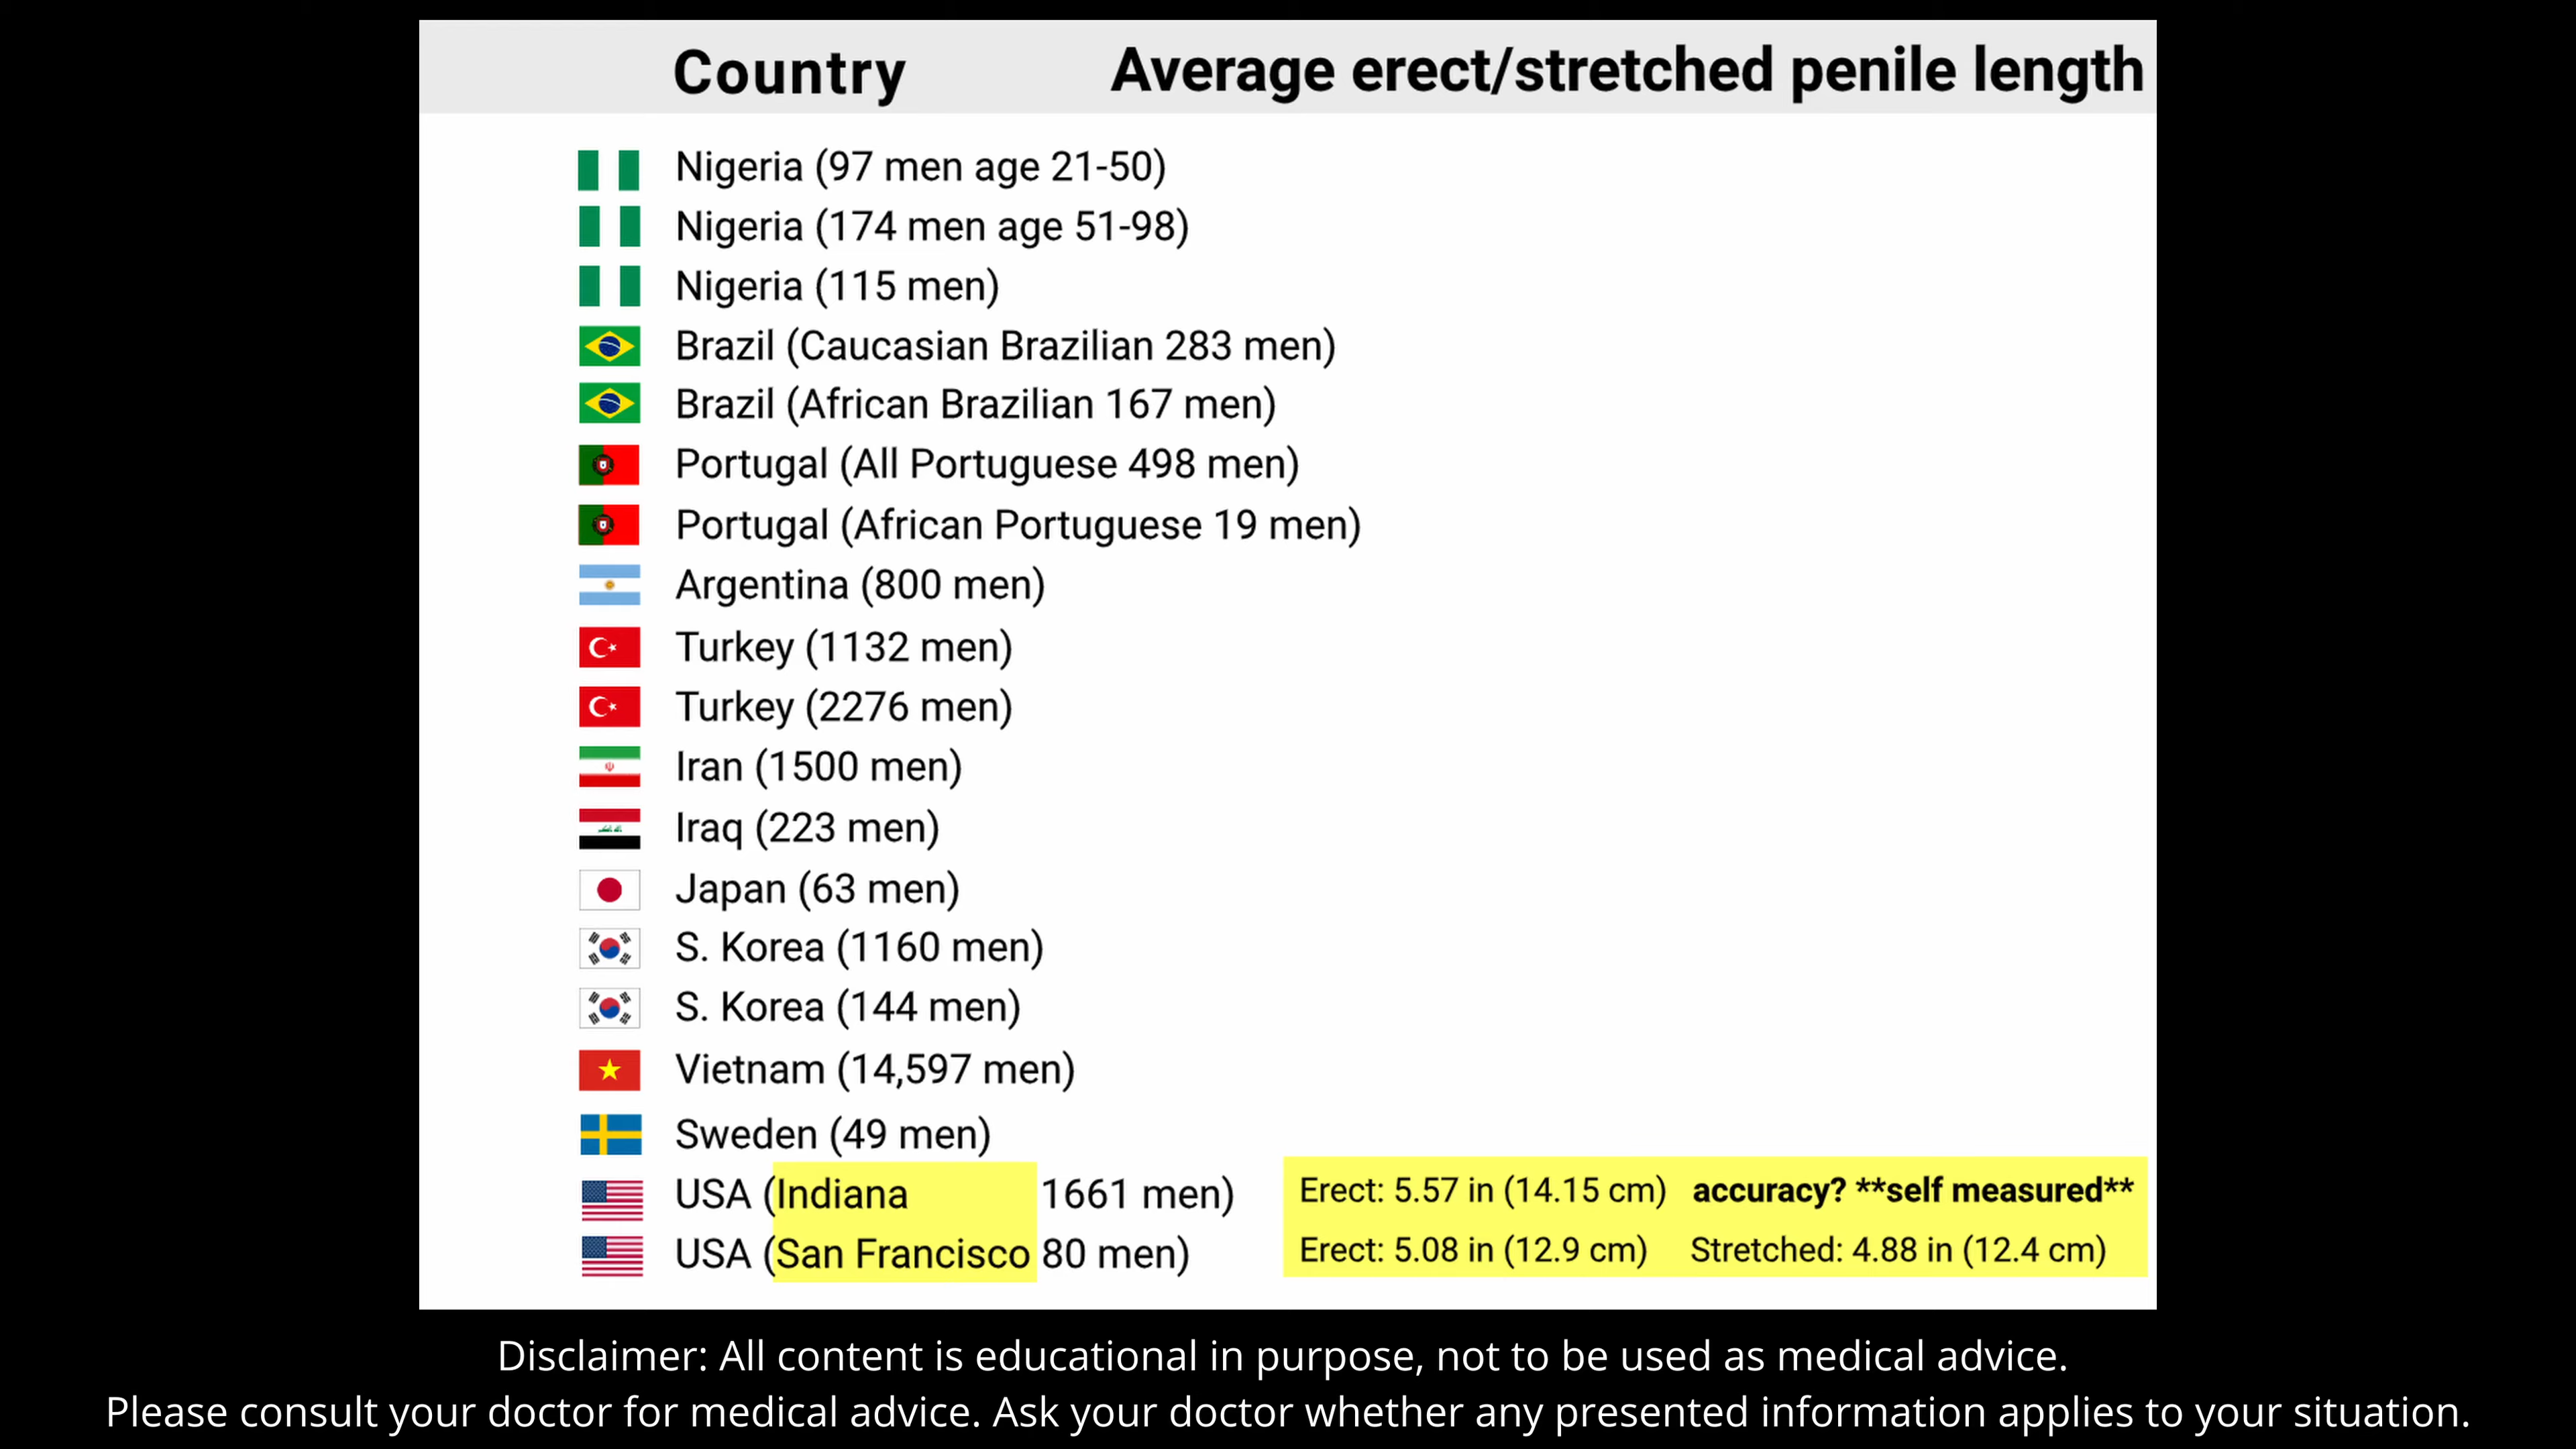 Country Average erect/stretched penile length
Nigeria (97 men age 21-50)
Nigeria (174 men age 51-98)
Nigeria (115 men)
Brazil (Caucasian Brazilian 283 men)
Brazil (African Brazilian 167 men)
Portugal (All Portuguese 498 men)
Portugal (African Portuguese 19 men)
Argentina (800 men)
Turkey (1132 men)
Turkey (2276 men)
Iran (1500 men)
Iraq (223 men)
Japan (63 men)
S. Korea (1160 men)
S. Korea (144 men)
Vietnam (14,597 men)
Sweden (49 men)
USA (Indiana 1661 men) Erect: 5.57 in (14.15 cm) accuracy? **self measured**
USA (San Francisco 80 men) Erect: 5.08 in (12.9 cm) Stretched: 4.88 in (12.4 cm)
Disclaimer: All content is educational in purpose, not to be used as medical advice.
Please consult your doctor for medical advice. Ask your doctor whether any presented information applies to your situation.